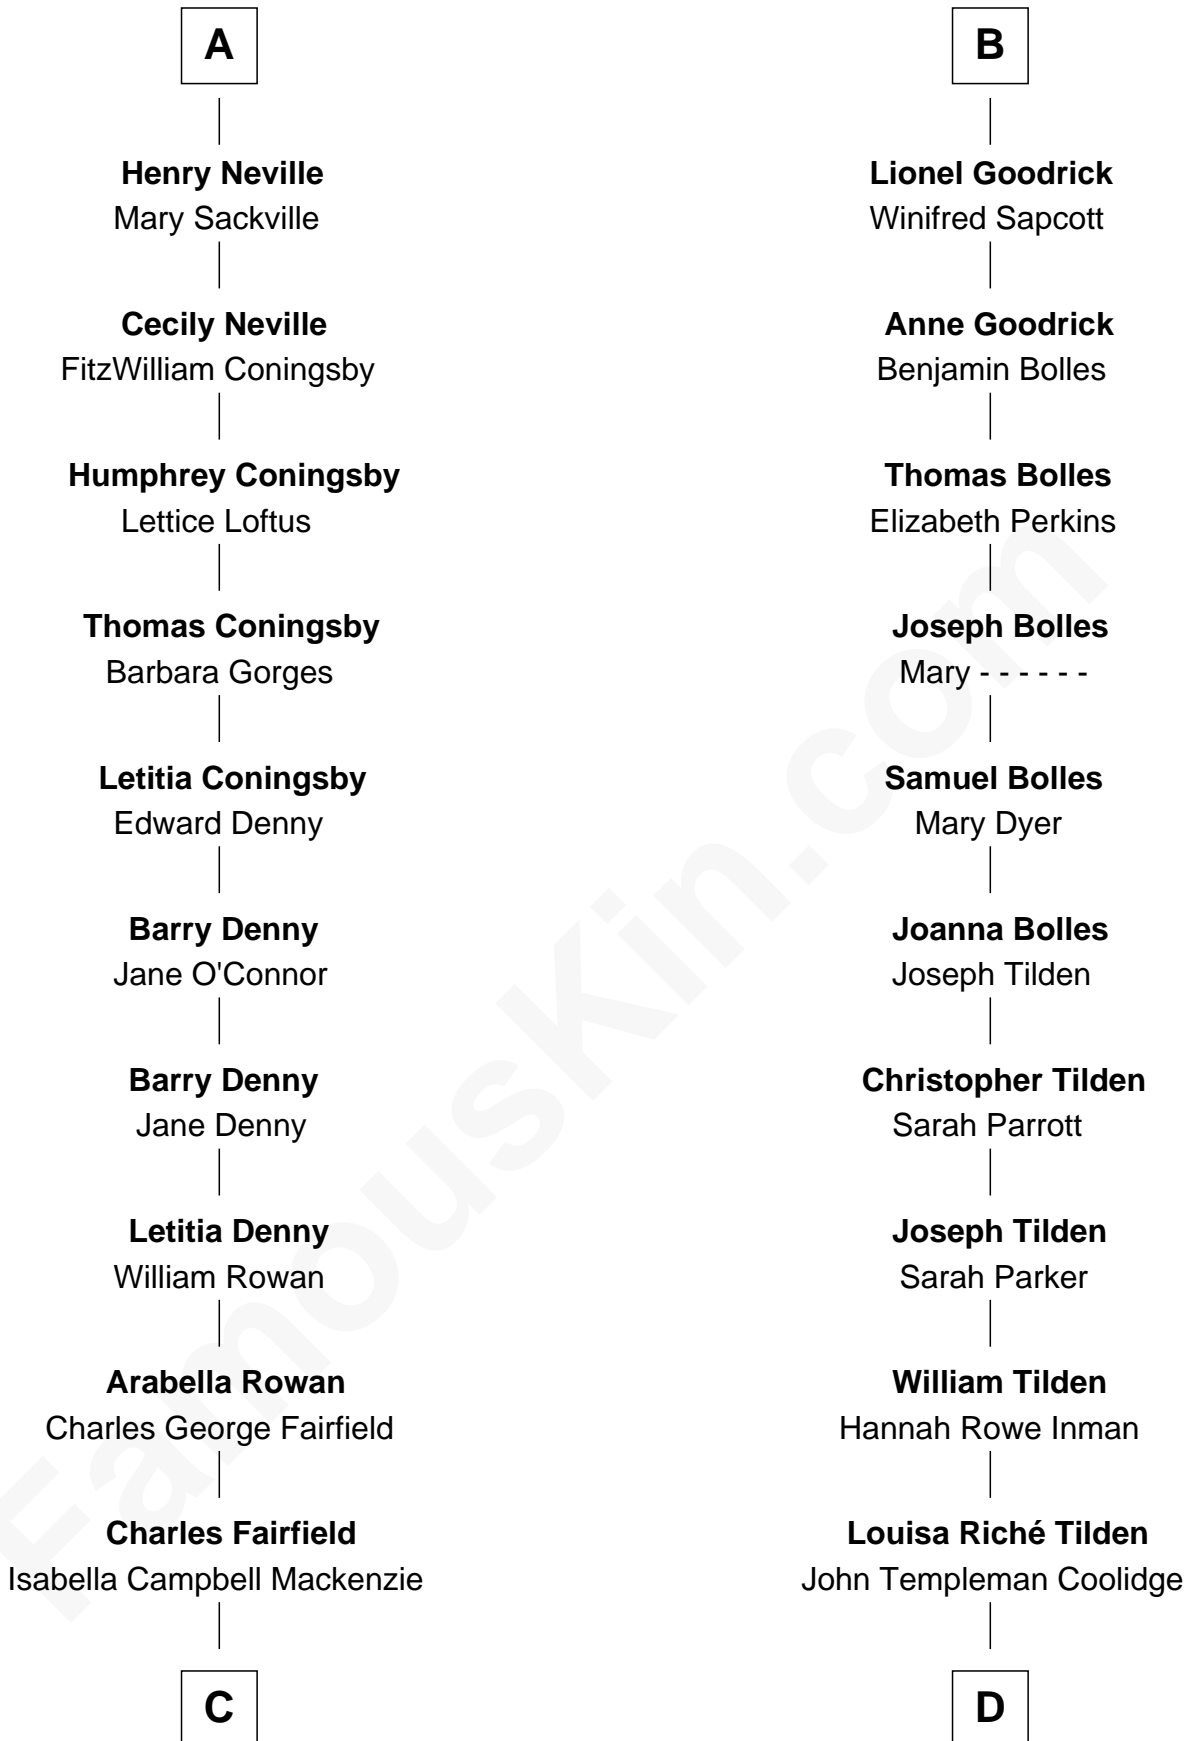 A
Henry Neville
Mary Sackville
Cecily Neville
FitzWilliam Coningsby
Humphrey Coningsby
Lettice Loftus
Thomas Coningsby
Barbara Gorges
Letitia Coningsby
Edward Denny
Barry Denny
Jane O'Connor
Barry Denny
Jane Denny
Letitia Denny
William Rowan
Arabella Rowan
Charles George Fairfield
Charles Fairfield
Isabella Campbell Mackenzie
C
B
Lionel Goodrick
Winifred Sapcott
Anne Goodrick
Benjamin Bolles
Thomas Bolles
Elizabeth Perkins
Joseph Bolles
Mary - - - - - -
Samuel Bolles
Mary Dyer
Joanna Bolles
Joseph Tilden
Christopher Tilden
Sarah Parrott
Joseph Tilden
Sarah Parker
William Tilden
Hannah Rowe Inman
Louisa Riché Tilden
John Templeman Coolidge
D
FamousKin.com